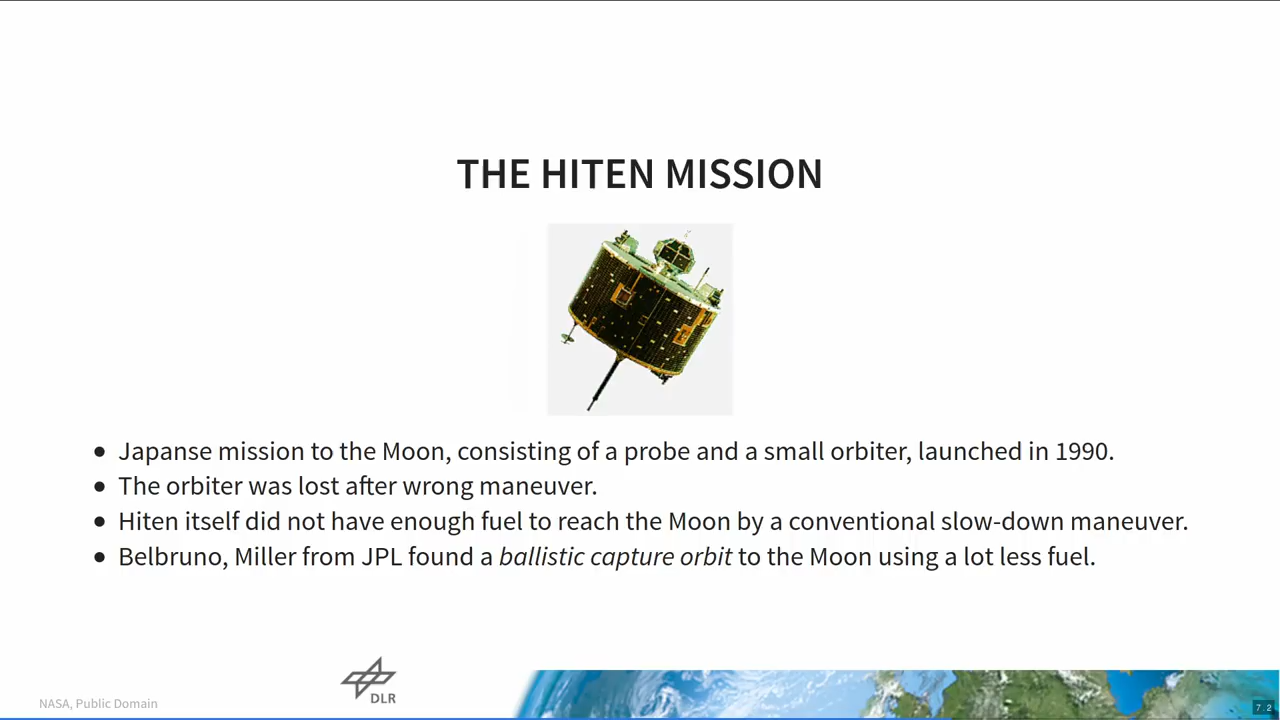 THE HITEN MISSION
• Japanse mission to the Moon, consisting of a probe and a small orbiter, launched in 1990.
• The orbiter was lost after wrong maneuver.
• Hiten itself did not have enough fuel to reach the Moon by a conventional slow-down maneuver.
• Belbruno, Miller from JPL found a ballistic capture orbit to the Moon using a lot less fuel.
NASA, Public Domain
DLR
7.2